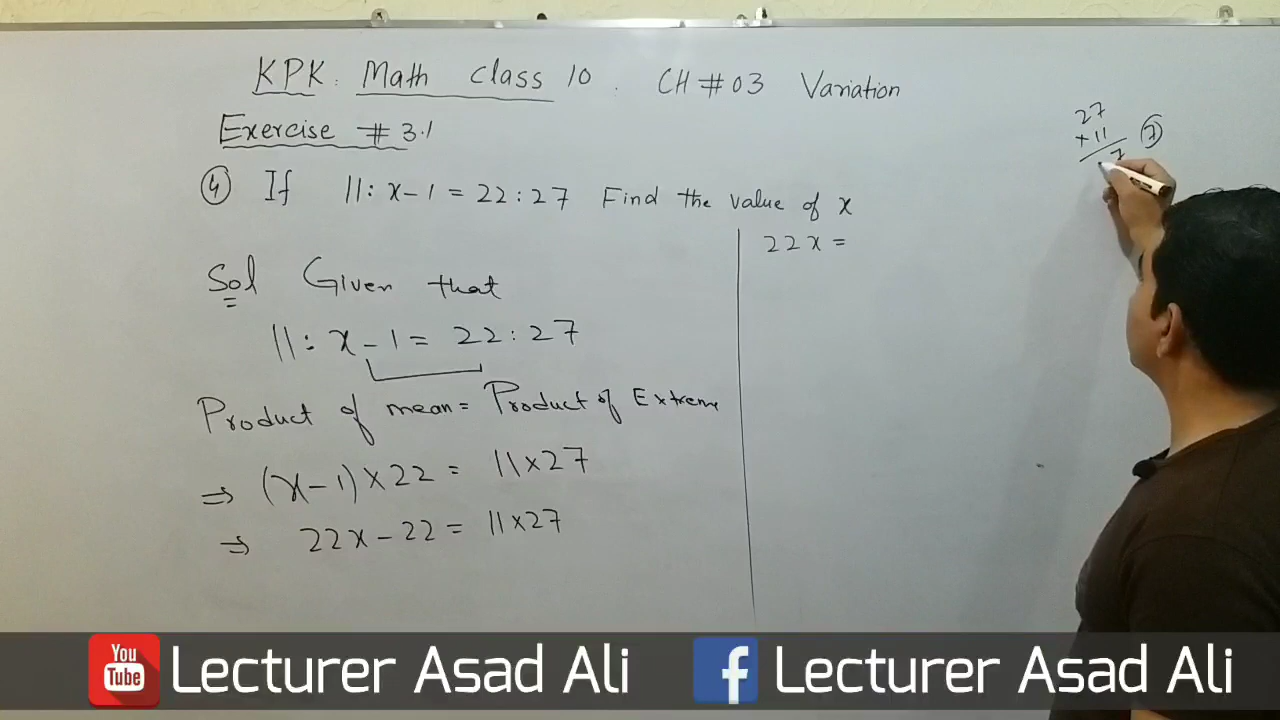 KPK: Math Class 10. CH # 03 Variation
Exercise # 3.1
(4) If 11 : x-1 = 22 : 27 Find the value of x
Sol Given that
11 : x-1 = 22 : 27
Product of mean = Product of Extreme
⇒ (x-1)×22 = 11×27
⇒ 22x-22 = 11×27
22x =
27
+11
7
You Tube Lecturer Asad Ali
f Lecturer Asad Ali